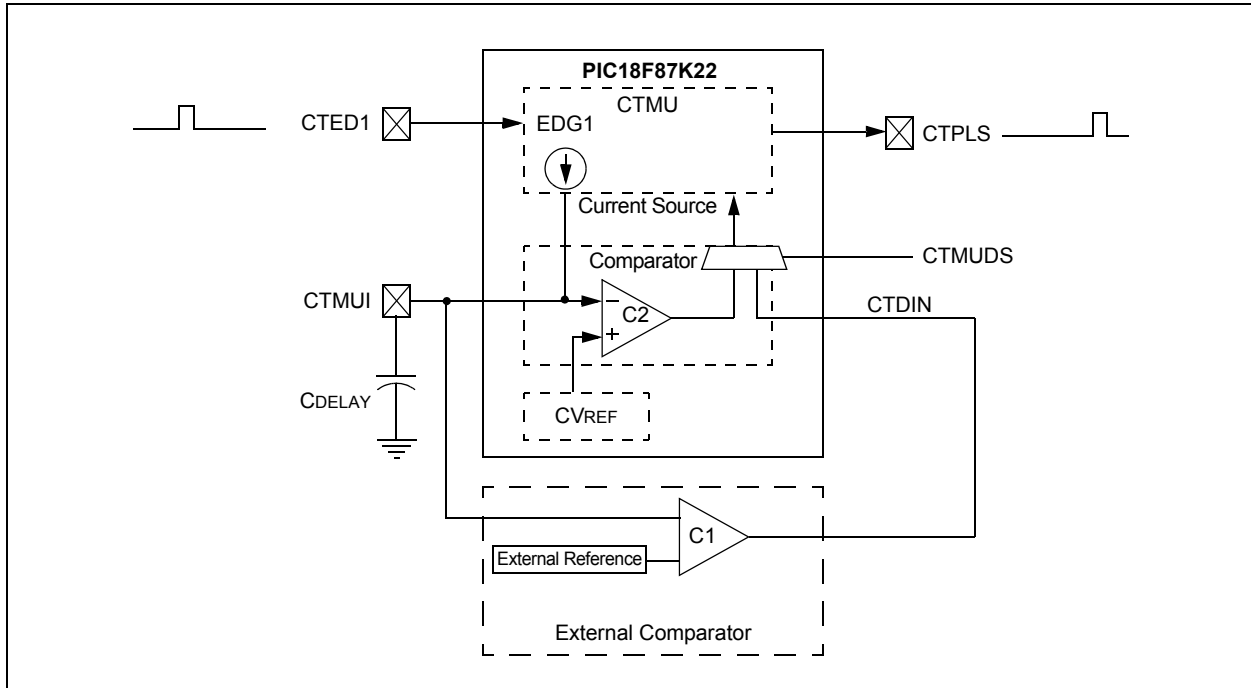 PIC18F87K22
CTMU
CTED1
EDG1
CTPLS
Current Source
Comparator
CTMUDS
CTMUI
C2
CTDIN
CDELAY
CVREF
C1
External Reference
External Comparator